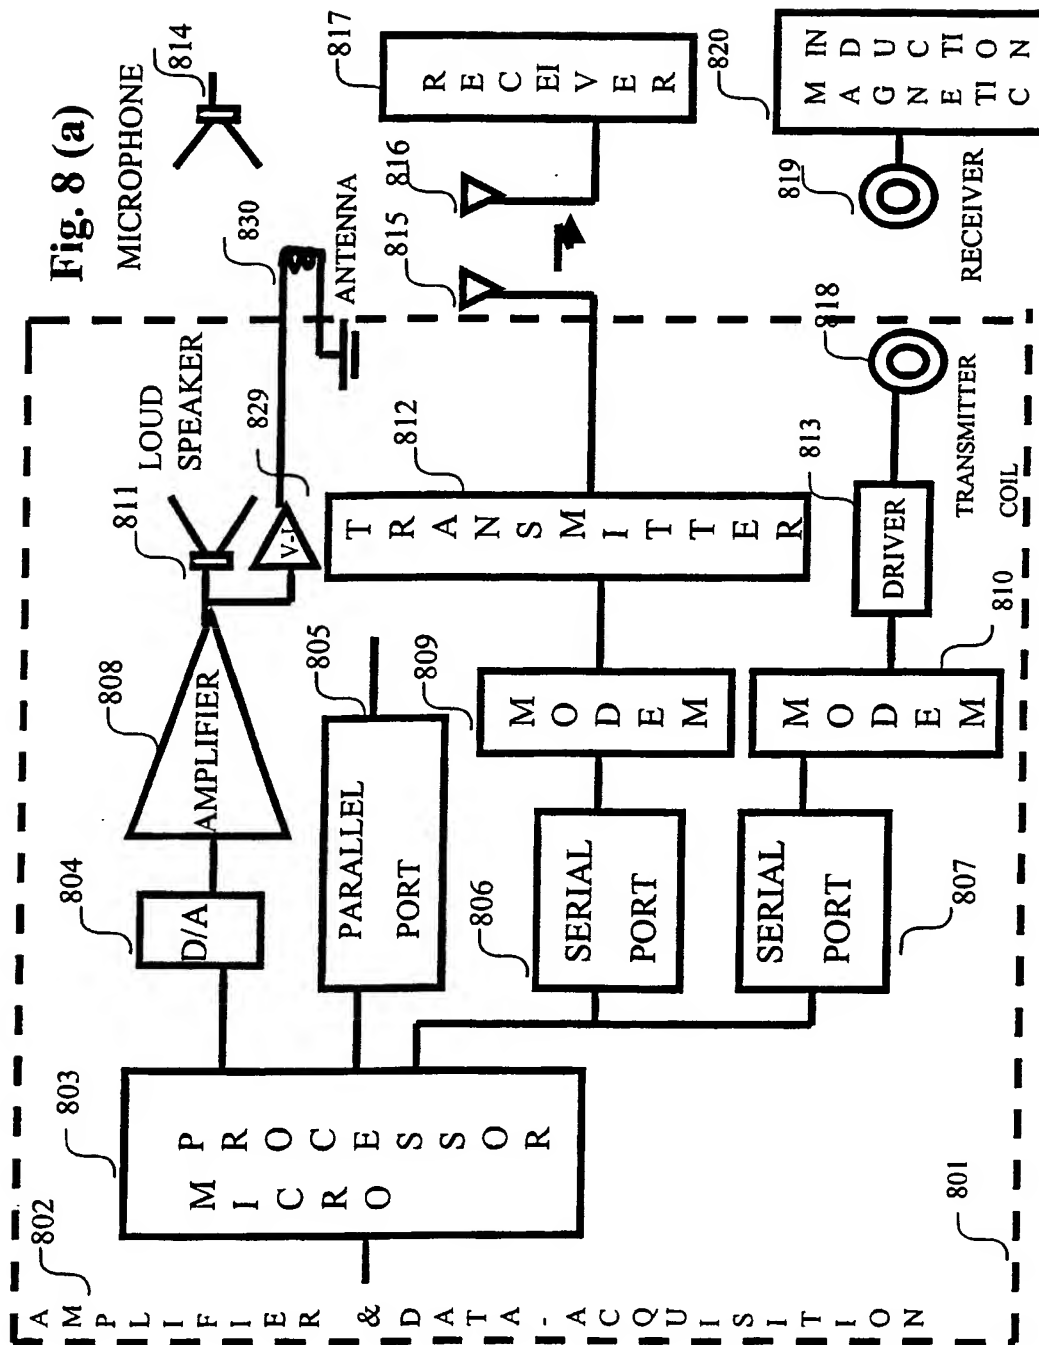 Fig. 8 (a)
802
AMPLIFIER & DATA-ACQUISITION
803
MICRO
PROCESSOR
804
D/A
808
AMPLIFIER
811
LOUD
SPEAKER
MICROPHONE
814
829
V-I
830
ANTENNA
805
PARALLEL
PORT
812
TRANSMITTER
815
816
817
RECEIVER
806
SERIAL
PORT
809
MODEM
807
SERIAL
PORT
810
MODEM
813
DRIVER
818
TRANSMITTER
COIL
819
RECEIVER
820
MAGNETIC
INDUCTION
801